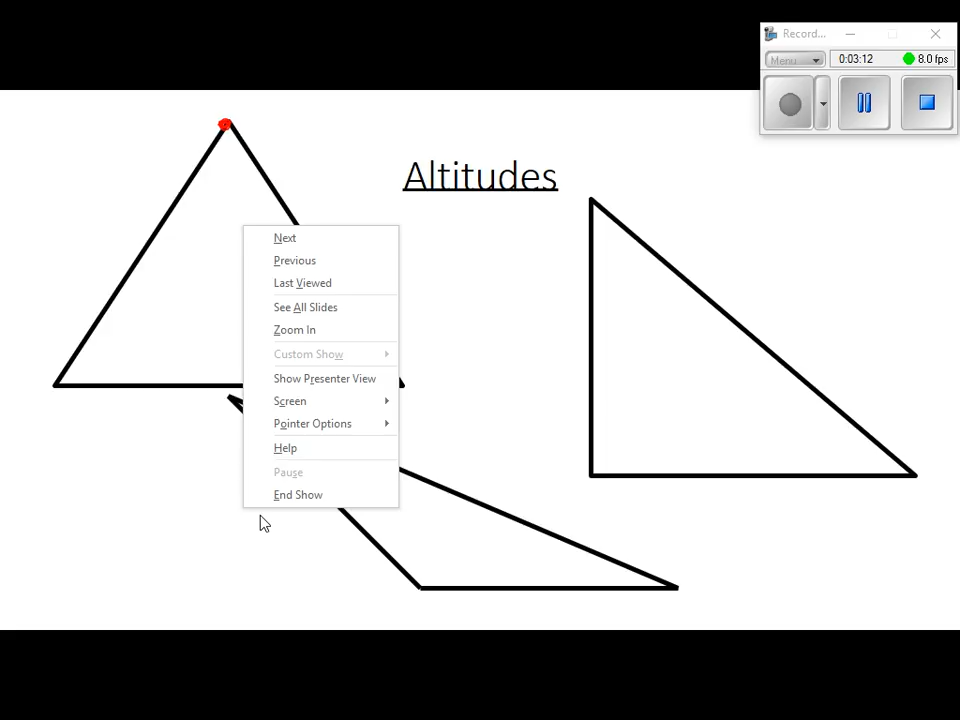 Record...
Menu
0:03:12
8.0 fps
Altitudes
Next
Previous
Last Viewed
See All Slides
Zoom In
Custom Show
Show Presenter View
Screen
Pointer Options
Help
Pause
End Show